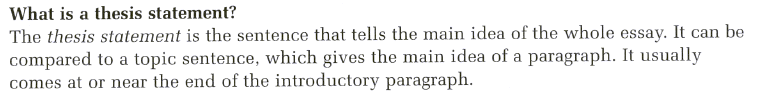 What is a thesis statement?
The thesis statement is the sentence that tells the main idea of the whole essay. It can be
compared to a topic sentence, which gives the main idea of a paragraph. It usually
comes at or near the end of the introductory paragraph.